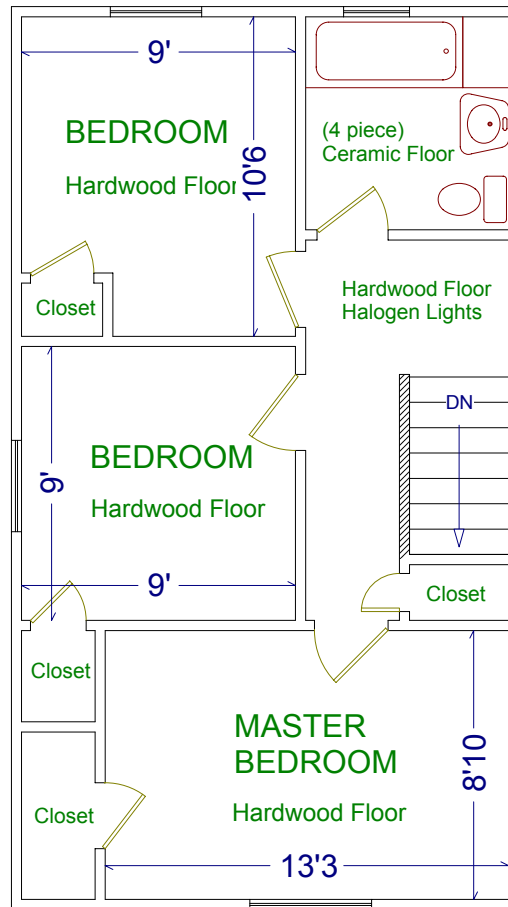 9'
BEDROOM
Hardwood Floor
10'6
Closet
(4 piece)
Ceramic Floor
Hardwood Floor
Halogen Lights
DN
BEDROOM
Hardwood Floor
9'
9'
Closet
Closet
MASTER
BEDROOM
Hardwood Floor
8'10
13'3
Closet